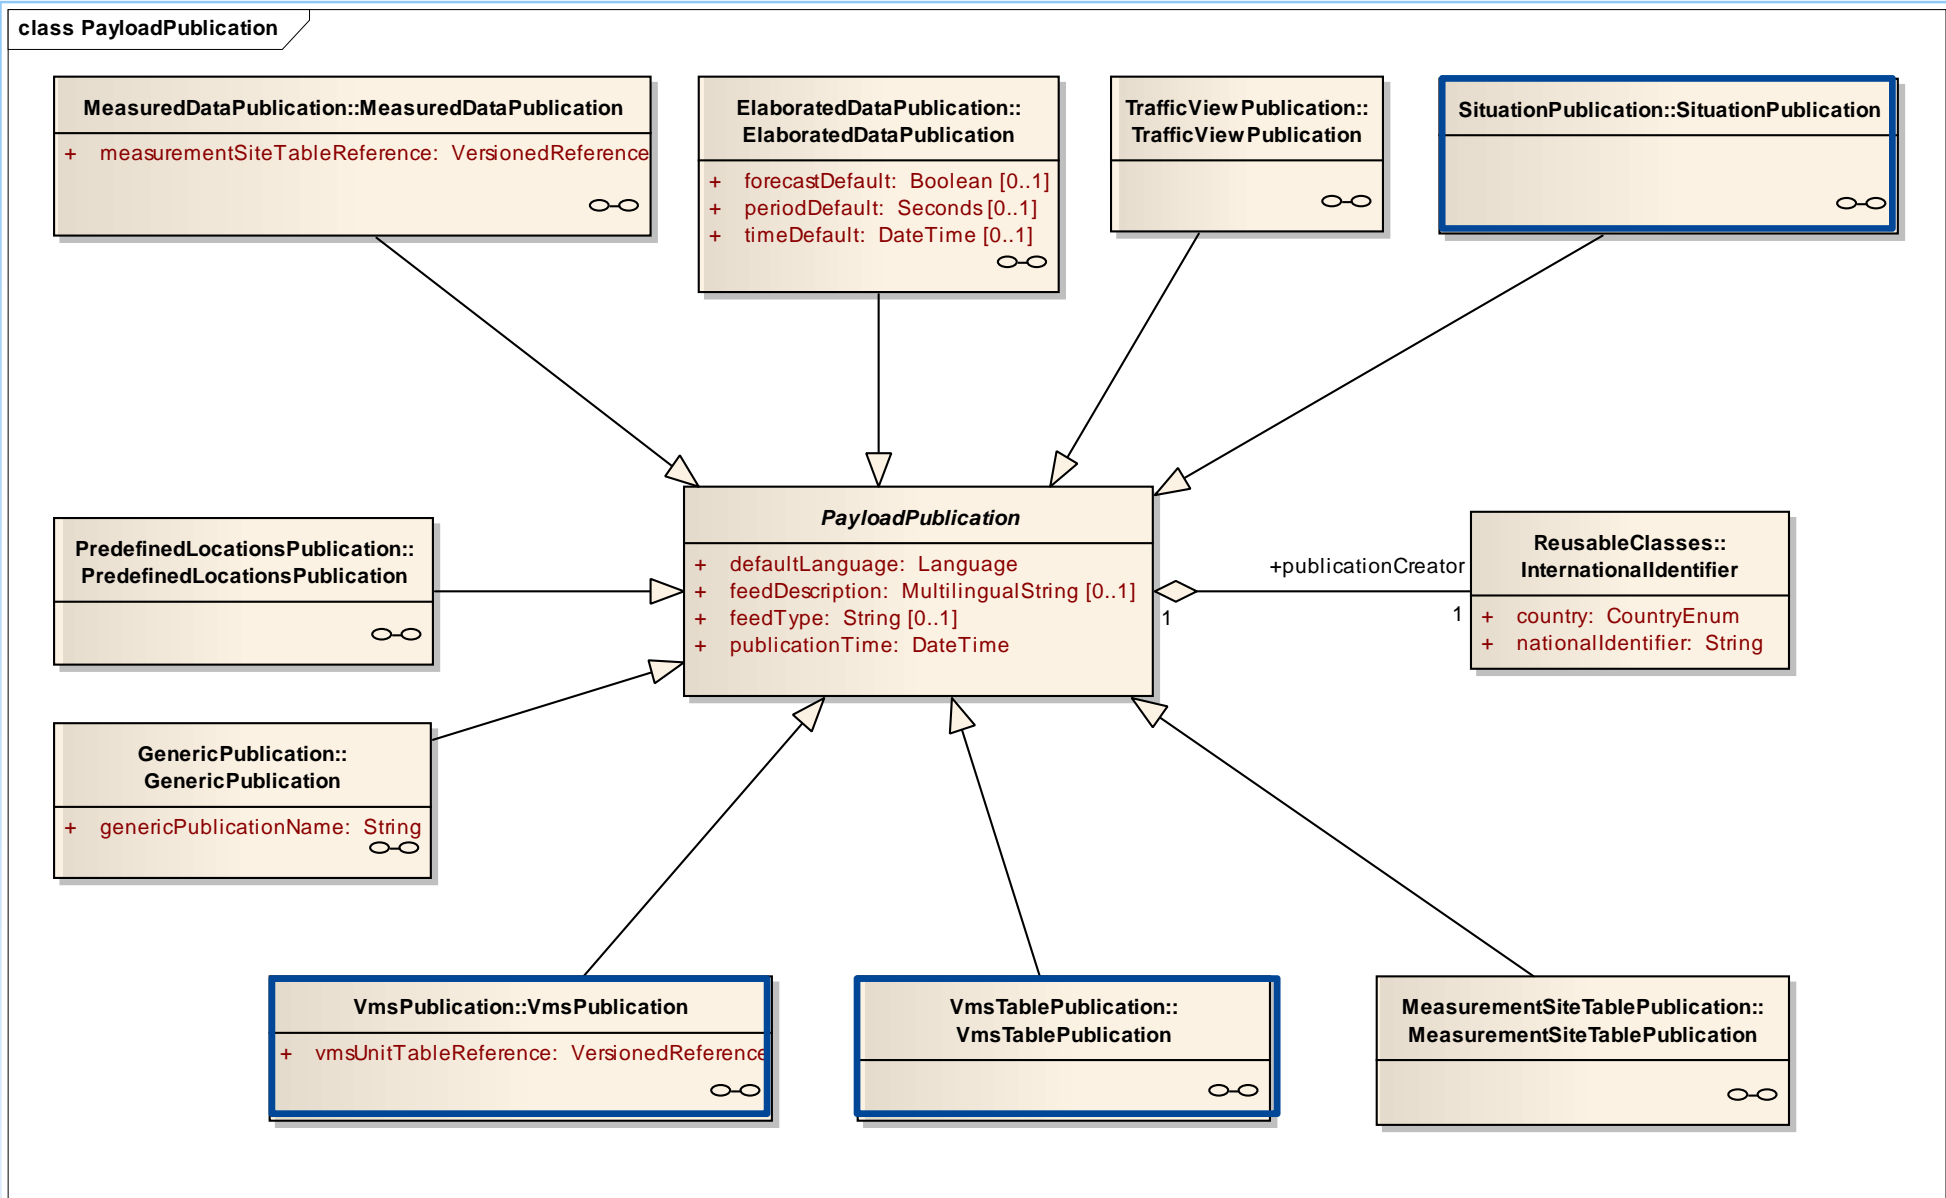 class PayloadPublication
MeasuredDataPublication::MeasuredDataPublication
+ measurementSiteTableReference: VersionedReference
ElaboratedDataPublication::
ElaboratedDataPublication
+ forecastDefault: Boolean [0..1]
+ periodDefault: Seconds [0..1]
+ timeDefault: DateTime [0..1]
TrafficViewPublication::
TrafficViewPublication
SituationPublication::SituationPublication
PredefinedLocationsPublication::
PredefinedLocationsPublication
PayloadPublication
+ defaultLanguage: Language
+ feedDescription: MultilingualString [0..1]
+ feedType: String [0..1]
+ publicationTime: DateTime
+publicationCreator
1
1
ReusableClasses::
InternationalIdentifier
+ country: CountryEnum
+ nationalIdentifier: String
GenericPublication::
GenericPublication
+ genericPublicationName: String
VmsPublication::VmsPublication
+ vmsUnitTableReference: VersionedReference
VmsTablePublication::
VmsTablePublication
MeasurementSiteTablePublication::
MeasurementSiteTablePublication